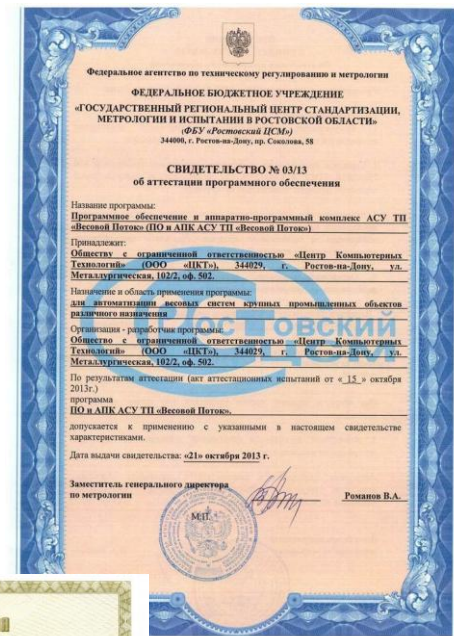 Федеральное агентство по техническому регулированию и метрологии
ФЕДЕРАЛЬНОЕ БЮДЖЕТНОЕ УЧРЕЖДЕНИЕ
«ГОСУДАРСТВЕННЫЙ РЕГИОНАЛЬНЫЙ ЦЕНТР СТАНДАРТИЗАЦИИ,
МЕТРОЛОГИИ И ИСПЫТАНИЙ В РОСТОВСКОЙ ОБЛАСТИ»
(ФБУ «Ростовский ЦСМ»)
344000, г. Ростов-на-Дону, пр. Соколова, 58
СВИДЕТЕЛЬСТВО № 03/13
об аттестации программного обеспечения
Название программы:
Программное обеспечение и аппаратно-программный комплекс АСУ ТП
«Весовой Поток» (ПО и АПК АСУ ТП «Весовой Поток»)
Принадлежит:
Обществу с ограниченной ответственностью «Центр Компьютерных
Технологий» (ООО «ЦКТ»), 344029, г. Ростов-на-Дону, ул.
Металлургическая, 102/2, оф. 502.
Назначение и область применения программы:
для автоматизации весовых систем крупных промышленных объектов
различного назначения
Организация - разработчик программы:
Общество с ограниченной ответственностью «Центр Компьютерных
Технологий» (ООО «ЦКТ»), 344029, г. Ростов-на-Дону, ул.
Металлургическая, 102/2, оф. 502.
По результатам аттестации (акт аттестационных испытаний от « 15 » октября
2013г.)
программа
ПО и АПК АСУ ТП «Весовой Поток».
допускается к применению с указанными в настоящем свидетельстве
характеристиками.
Дата выдачи свидетельства: «21» октября 2013 г.
Заместитель генерального директора
по метрологии
Романов В.А.
М.П.